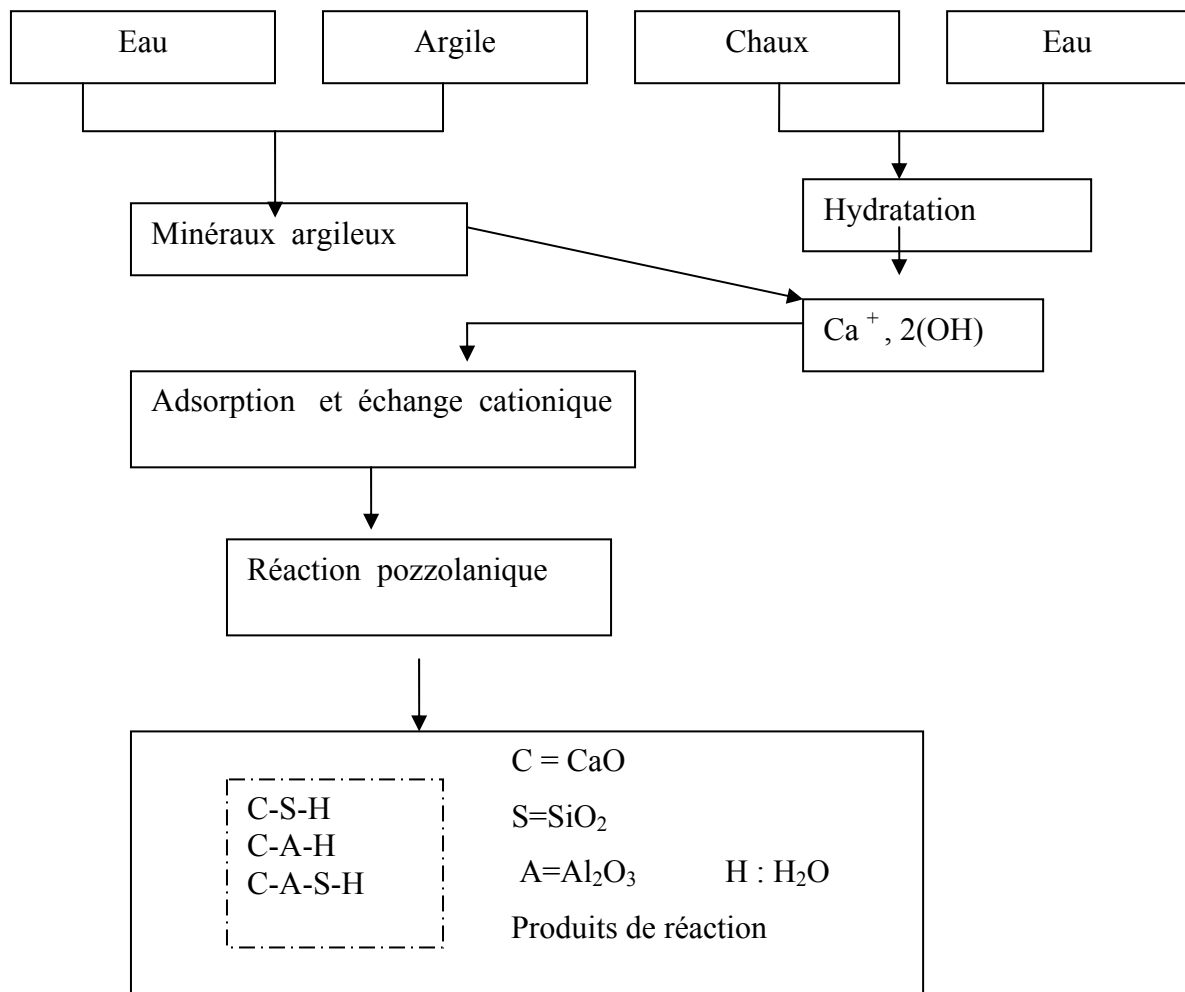 Eau
Argile
Chaux
Eau
Minéraux argileux
Hydratation
Ca⁺, 2(OH)
Adsorption et échange cationique
Réaction pozzolanique
C = CaO
C-S-H
S=SiO₂
C-A-H
A=Al₂O₃ H : H₂O
C-A-S-H
Produits de réaction